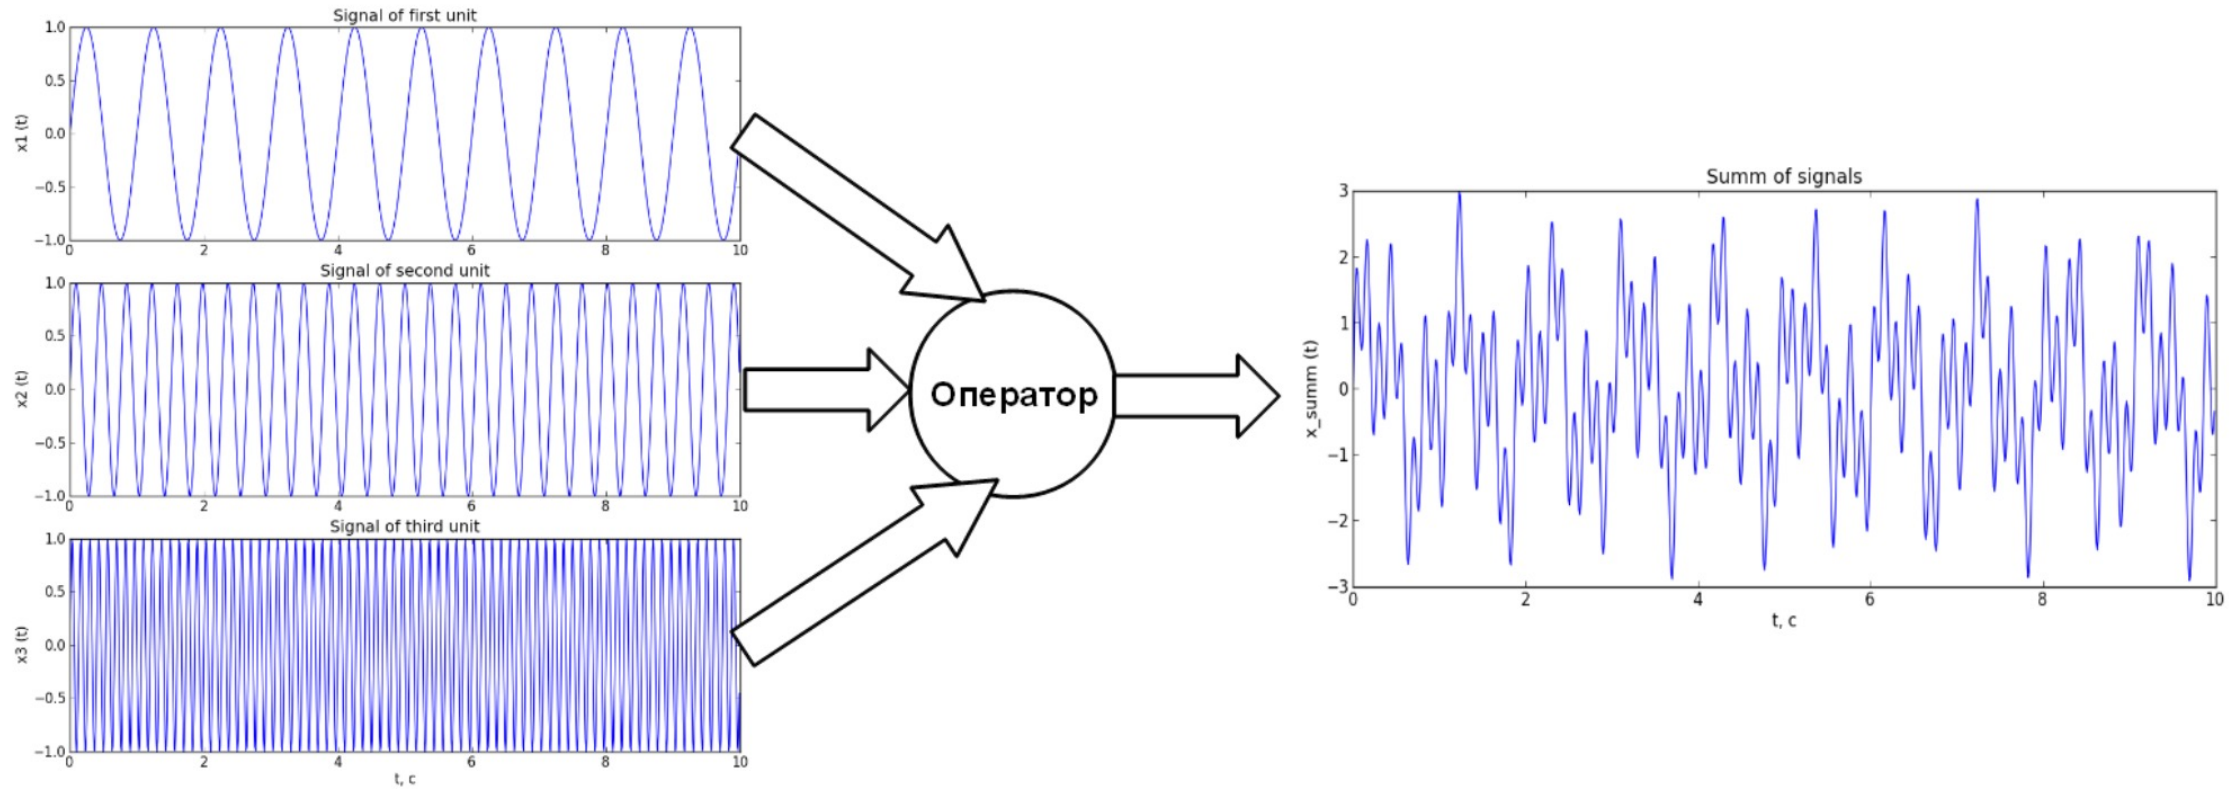 Signal of first unit
1.0
0.5
0.0
−0.5
−1.0
x1 (t)
0 2 4 6 8 10
Signal of second unit
1.0
0.5
0.0
−0.5
−1.0
x2 (t)
0 2 4 6 8 10
Signal of third unit
1.0
0.5
0.0
−0.5
−1.0
x3 (t)
0 2 4 6 8 10
t, c
Оператор
Summ of signals
3
2
1
0
−1
−2
−3
x_summ (t)
0 2 4 6 8 10
t, c